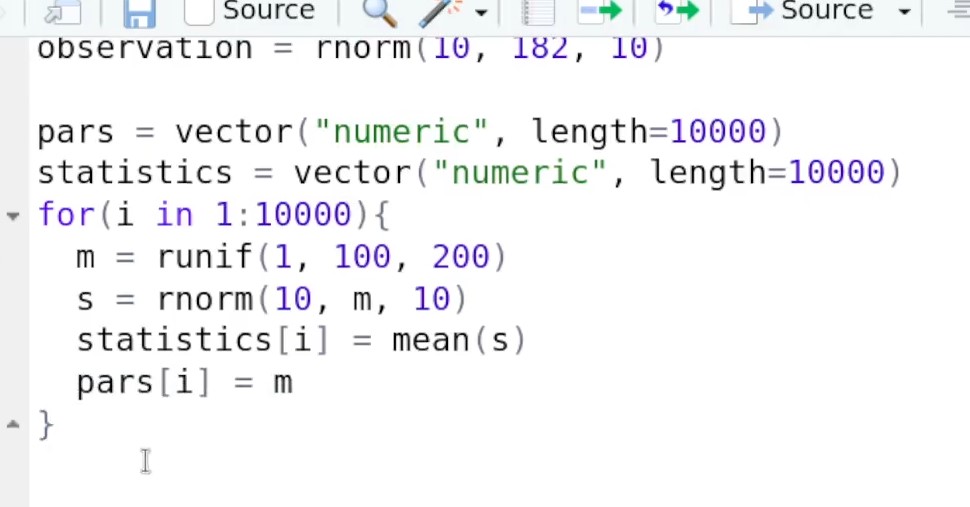 Source Source
observation = rnorm(10, 182, 10)
pars = vector("numeric", length=10000)
statistics = vector("numeric", length=10000)
for(i in 1:10000){
  m = runif(1, 100, 200)
  s = rnorm(10, m, 10)
  statistics[i] = mean(s)
  pars[i] = m
}